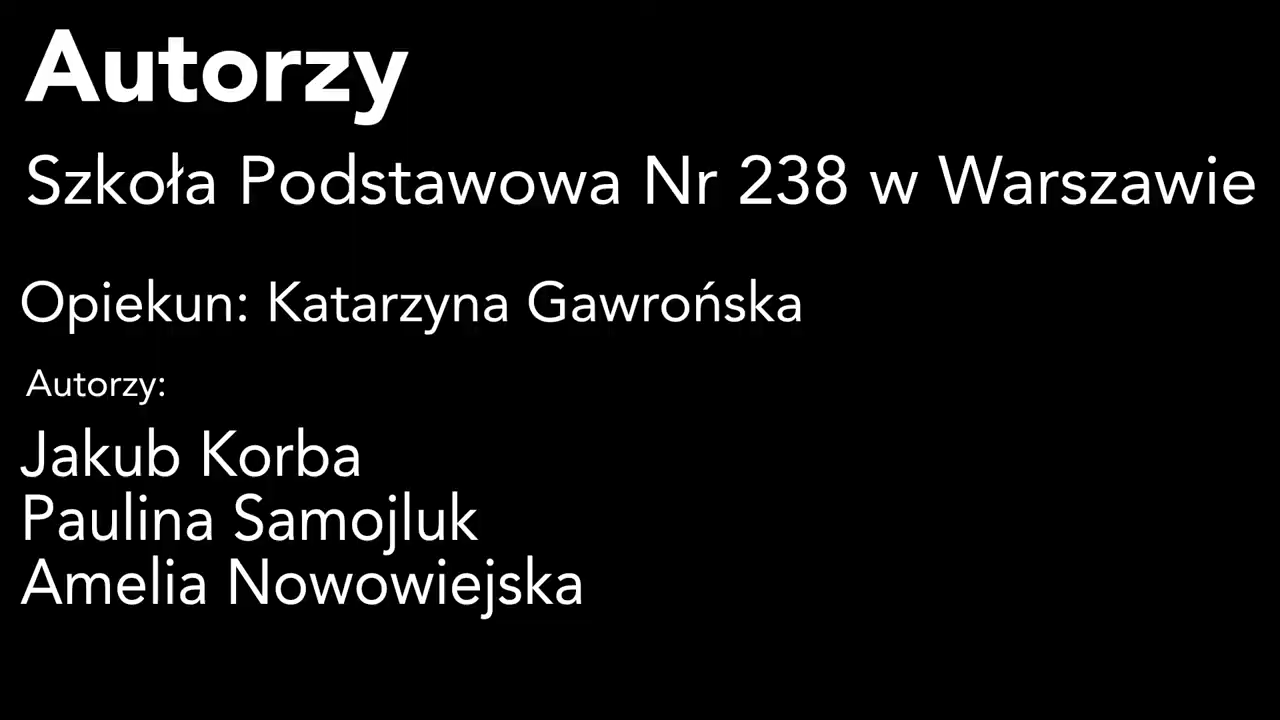 Autorzy
Szkoła Podstawowa Nr 238 w Warszawie
Opiekun: Katarzyna Gawrońska
Autorzy:
Jakub Korba
Paulina Samojluk
Amelia Nowowiejska